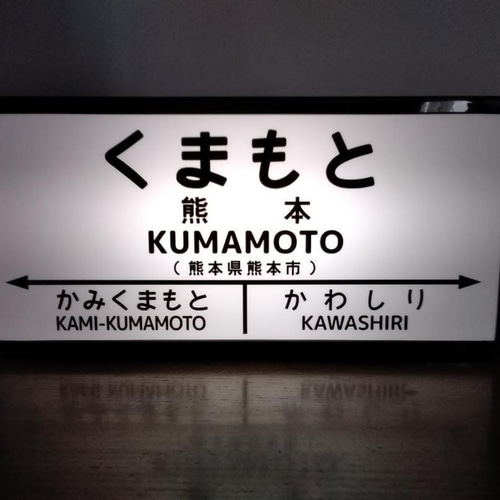 くまもと
熊本
KUMAMOTO
（熊本県熊本市）
かみくまもと かわしり
KAMI-KUMAMOTO KAWASHIRI